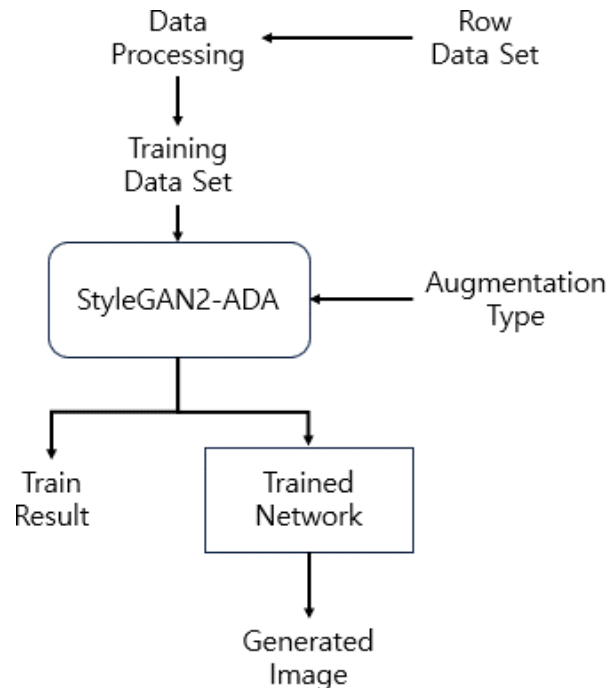 Data
Processing
Row
Data Set
Training
Data Set
StyleGAN2-ADA
Augmentation
Type
Train
Result
Trained
Network
Generated
Image